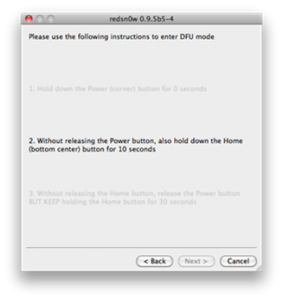 redsn0w 0.9.5b5-4
Please use the following instructions to enter DFU mode
1. Hold down the Power (corner) button for 0 seconds
2. Without releasing the Power button, also hold down the Home
(bottom center) button for 10 seconds
3. Without releasing the Home button, release the Power button
BUT KEEP holding the Home button for 30 seconds
< Back
Next >
Cancel